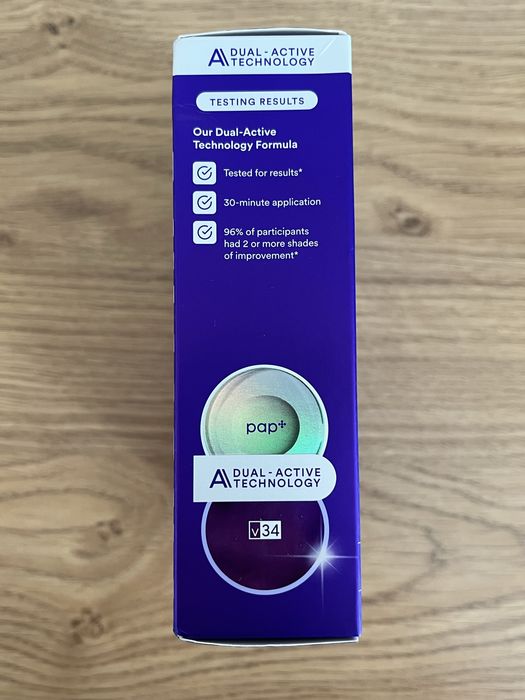 DUAL-ACTIVE
TECHNOLOGY
TESTING RESULTS
Our Dual-Active
Technology Formula
Tested for results*
30-minute application
96% of participants
had 2 or more shades
of improvement*
pap+
DUAL-ACTIVE
TECHNOLOGY
v34